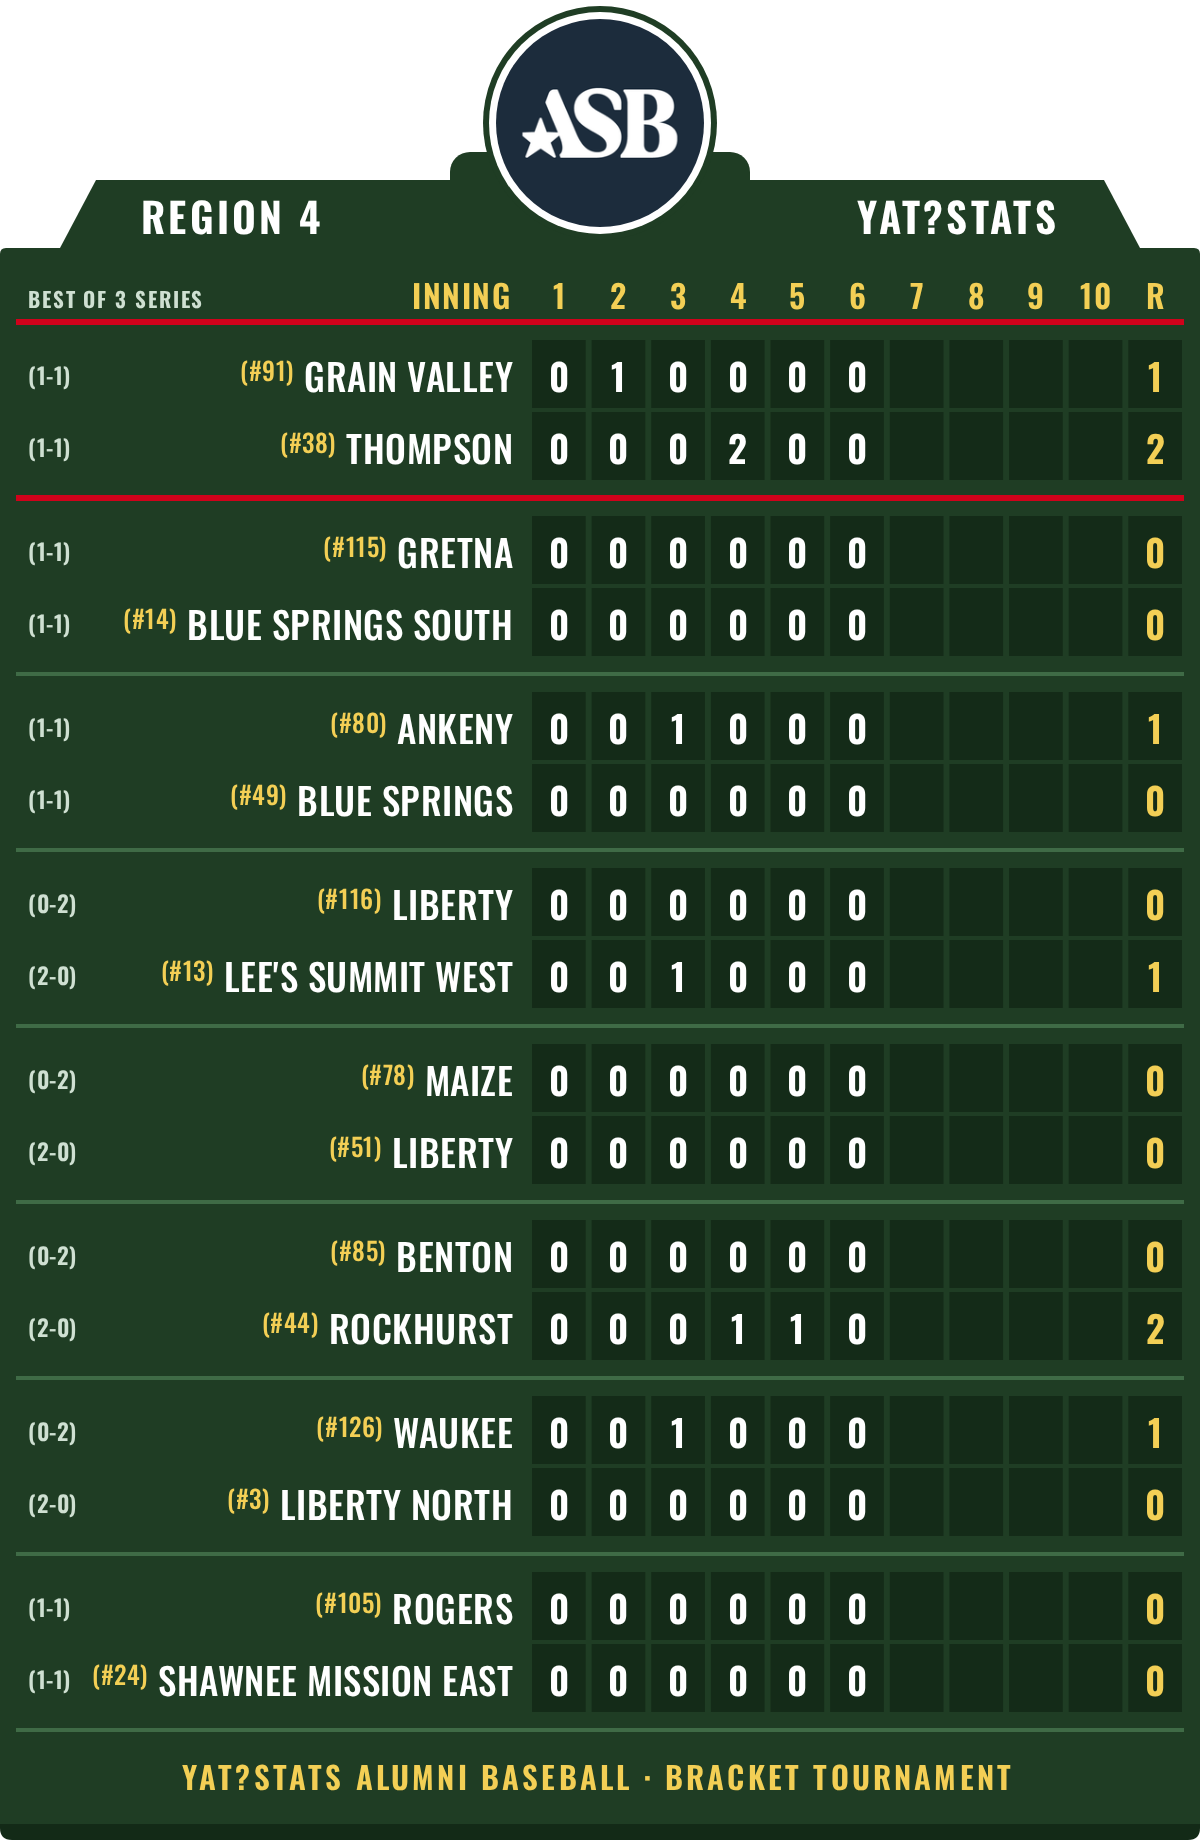 ASB
REGION 4 YAT?STATS
BEST OF 3 SERIES INNING 1 2 3 4 5 6 7 8 9 10 R
(1-1) (#91) GRAIN VALLEY 0 1 0 0 0 0 1
(1-1) (#38) THOMPSON 0 0 0 2 0 0 2
(1-1) (#115) GRETNA 0 0 0 0 0 0 0
(1-1) (#14) BLUE SPRINGS SOUTH 0 0 0 0 0 0 0
(1-1) (#80) ANKENY 0 0 1 0 0 0 1
(1-1) (#49) BLUE SPRINGS 0 0 0 0 0 0 0
(0-2) (#116) LIBERTY 0 0 0 0 0 0 0
(2-0) (#13) LEE'S SUMMIT WEST 0 0 1 0 0 0 1
(0-2) (#78) MAIZE 0 0 0 0 0 0 0
(2-0) (#51) LIBERTY 0 0 0 0 0 0 0
(0-2) (#85) BENTON 0 0 0 0 0 0 0
(2-0) (#44) ROCKHURST 0 0 0 1 1 0 2
(0-2) (#126) WAUKEE 0 0 1 0 0 0 1
(2-0) (#3) LIBERTY NORTH 0 0 0 0 0 0 0
(1-1) (#105) ROGERS 0 0 0 0 0 0 0
(1-1) (#24) SHAWNEE MISSION EAST 0 0 0 0 0 0 0
YAT?STATS ALUMNI BASEBALL · BRACKET TOURNAMENT